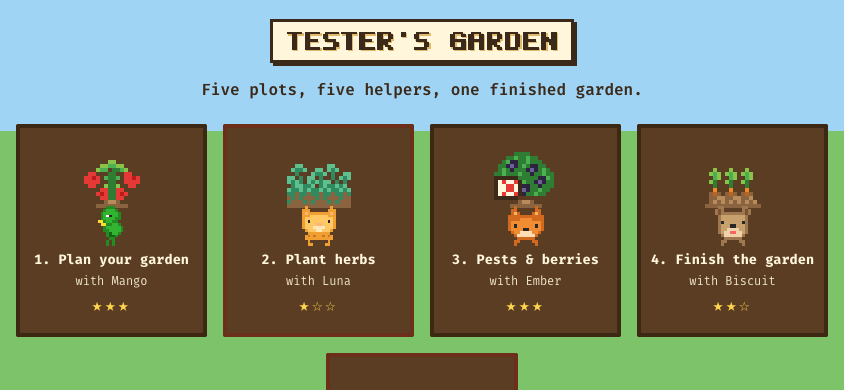 TESTER'S GARDEN
Five plots, five helpers, one finished garden.
1. Plan your garden
with Mango
★★★
2. Plant herbs
with Luna
★☆☆
3. Pests & berries
with Ember
★★★
4. Finish the garden
with Biscuit
★★☆